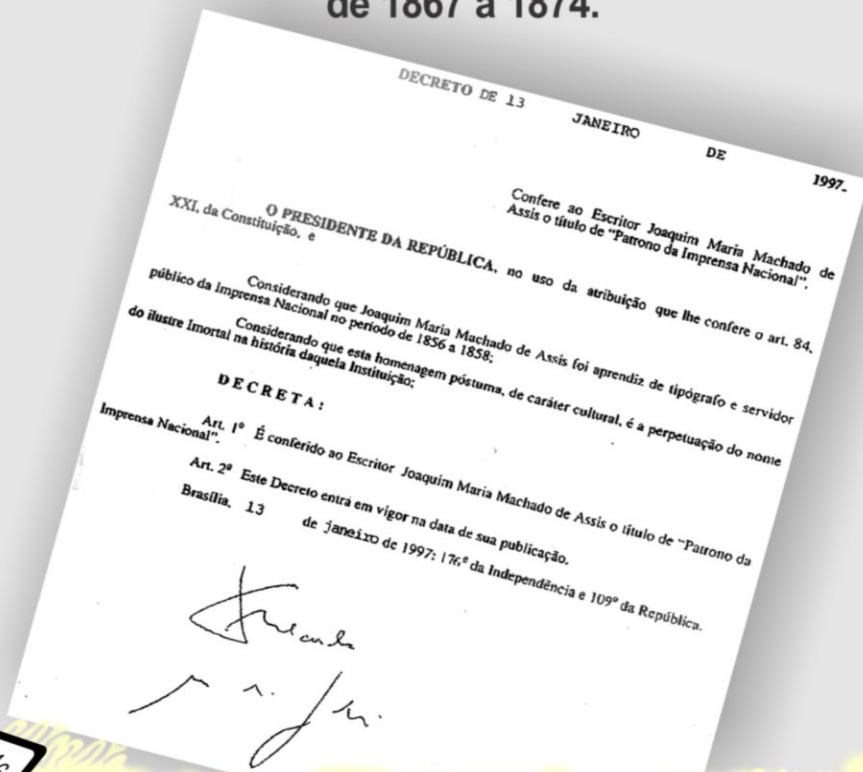 de 1867 a 1874.
DECRETO DE 13 JANEIRO DE 1997.
Confere ao Escritor Joaquim Maria Machado de
Assis o título de "Patrono da Imprensa Nacional".
O PRESIDENTE DA REPÚBLICA, no uso da atribuição que lhe confere o art. 84,
XXI, da Constituição, e
Considerando que Joaquim Maria Machado de Assis foi aprendiz de tipógrafo e servidor
público da Imprensa Nacional no período de 1856 a 1858;
Considerando que esta homenagem póstuma, de caráter cultural, é a perpetuação do nome
do ilustre Imortal na história daquela Instituição;
DECRETA:
Art. 1º É conferido ao Escritor Joaquim Maria Machado de Assis o título de "Patrono da
Imprensa Nacional".
Art. 2º Este Decreto entra em vigor na data de sua publicação.
Brasília, 13 de janeiro de 1997; 176º da Independência e 109º da República.